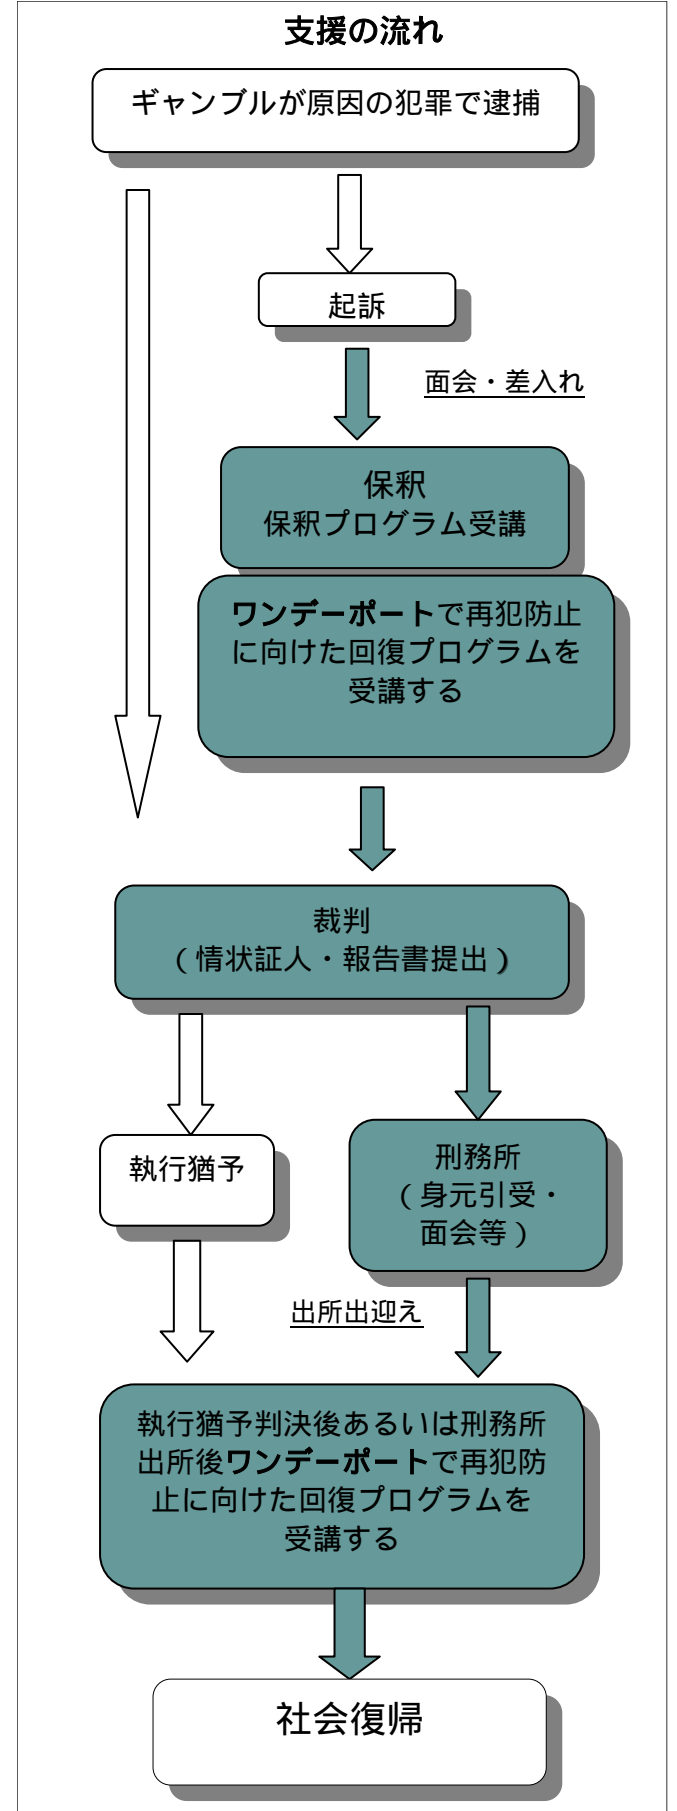 支援の流れ
ギャンブルが原因の犯罪で逮捕
起訴
面会・差入れ
保釈
保釈プログラム受講
ワンデーポートで再犯防止
に向けた回復プログラムを
受講する
裁判
（情状証人・報告書提出）
執行猶予
刑務所
（身元引受・
面会等）
出所出迎え
執行猶予判決後あるいは刑務所
出所後ワンデーポートで再犯防
止に向けた回復プログラムを
受講する
社会復帰